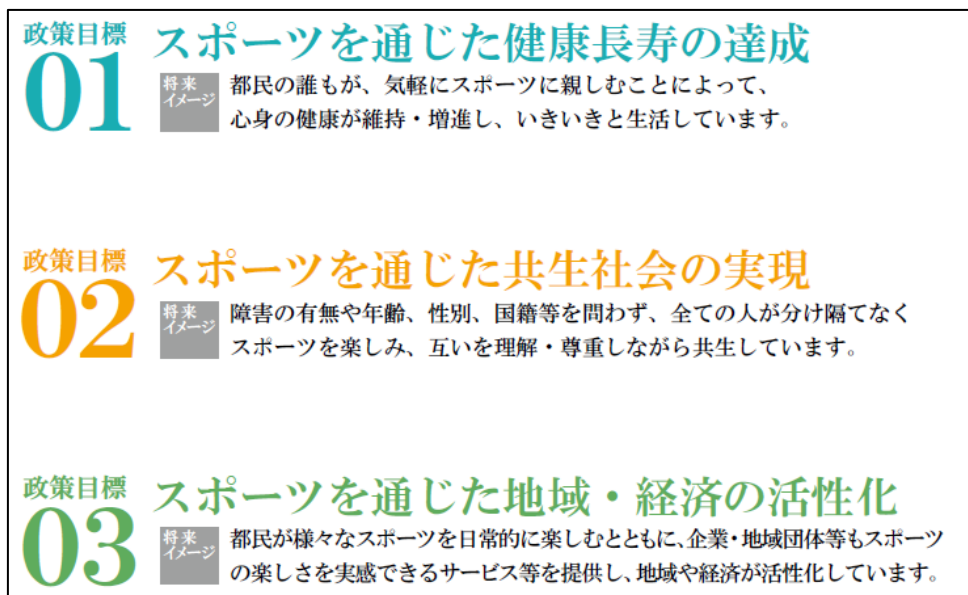 政策目標
01
スポーツを通じた健康長寿の達成
将来
イメージ
都民の誰もが、気軽にスポーツに親しむことによって、
心身の健康が維持・増進し、いきいきと生活しています。
政策目標
02
スポーツを通じた共生社会の実現
将来
イメージ
障害の有無や年齢、性別、国籍等を問わず、全ての人が分け隔てなく
スポーツを楽しみ、互いを理解・尊重しながら共生しています。
政策目標
03
スポーツを通じた地域・経済の活性化
将来
イメージ
都民が様々なスポーツを日常的に楽しむとともに、企業・地域団体等もスポーツ
の楽しさを実感できるサービス等を提供し、地域や経済が活性化しています。